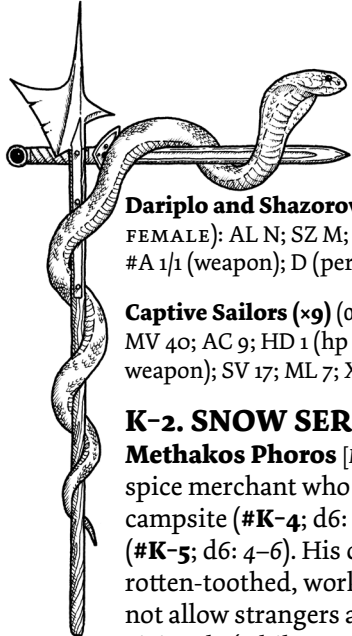 Dariplo and Shazorov
FEMALE): AL N; SZ M;
#A 1/1 (weapon); D (per
Captive Sailors (×9) (0
MV 40; AC 9; HD 1 (hp
weapon); SV 17; ML 7; X
K–2. SNOW SER
Methakos Phoros [M
spice merchant who
campsite (#K–4; d6:
(#K–5; d6: 4–6). His c
rotten-toothed, work
not allow strangers a